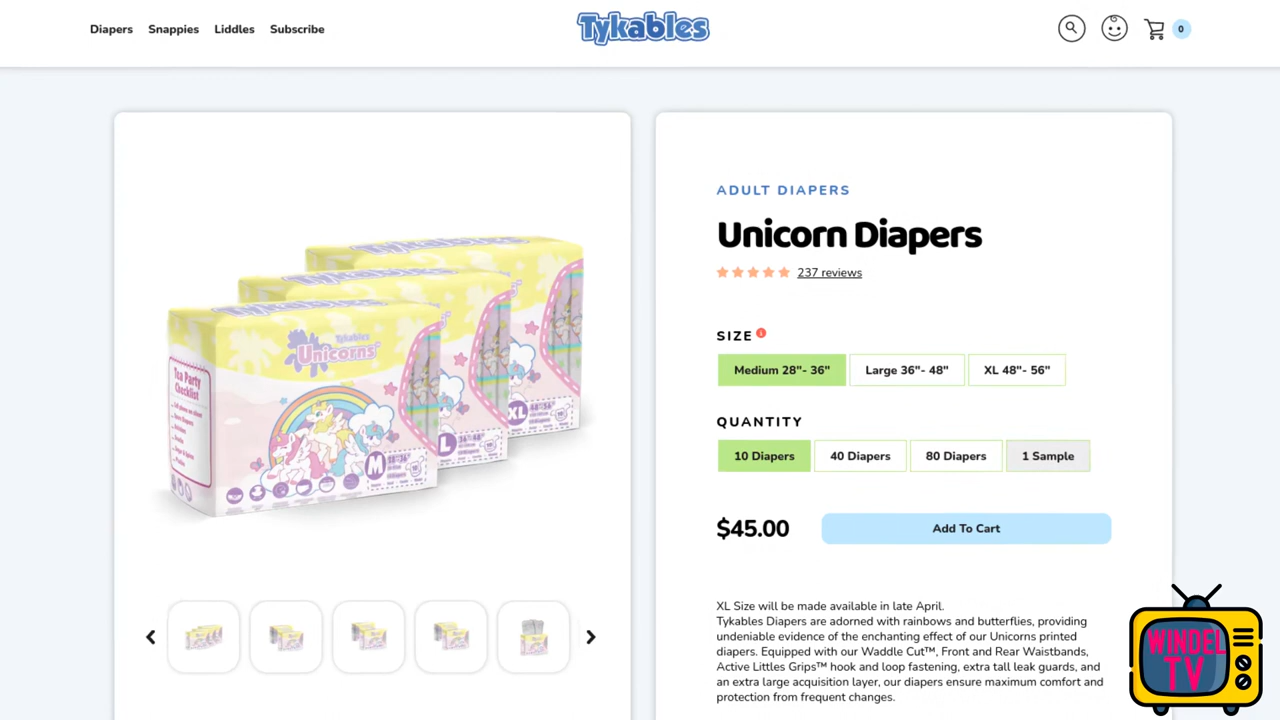 Diapers
Snappies
Liddles
Subscribe
Tykables
0
ADULT DIAPERS
Unicorn Diapers
237 reviews
SIZE
Medium 28"- 36"
Large 36"- 48"
XL 48"- 56"
QUANTITY
10 Diapers
40 Diapers
80 Diapers
1 Sample
$45.00
Add To Cart
XL Size will be made available in late April.
Tykables Diapers are adorned with rainbows and butterflies, providing
undeniable evidence of the enchanting effect of our Unicorns printed
diapers. Equipped with our Waddle Cut™, Front and Rear Waistbands,
Active Littles Grips™ hook and loop fastening, extra tall leak guards, and
an extra large acquisition layer, our diapers ensure maximum comfort and
protection from frequent changes.
Tykables
Unicorns
Tea Party
Checklist
M
L
XL
WINDEL
TV